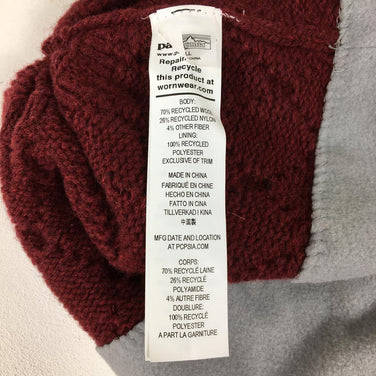 Repair
Recycle
this product at
wornwear.com
BODY:
70% RECYCLED WOOL
26% RECYCLED NYLON
4% OTHER FIBER
LINING:
100% RECYCLED
POLYESTER
EXCLUSIVE OF TRIM
MADE IN CHINA
FABRIQUÉ EN CHINE
HECHO EN CHINA
FATTO IN CINA
TILLVERKAD I KINA
中国製
MFG DATE AND LOCATION
AT PCPSIA.COM
CORPS:
70% RECYCLÉ LAINE
26% RECYCLÉ
POLYAMIDE
4% AUTRE FIBRE
DOUBLURE:
100% RECYCLÉ
POLYESTER
A PART LA GARNITURE